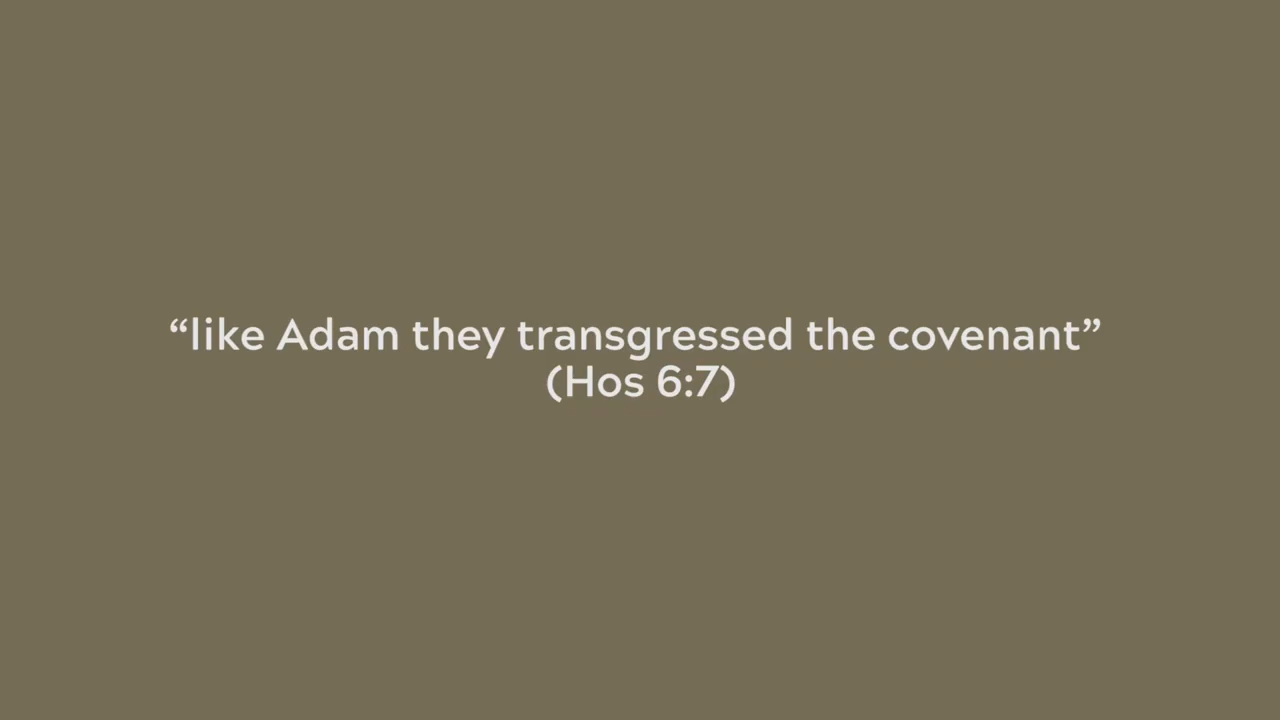 “like Adam they transgressed the covenant”
(Hos 6:7)